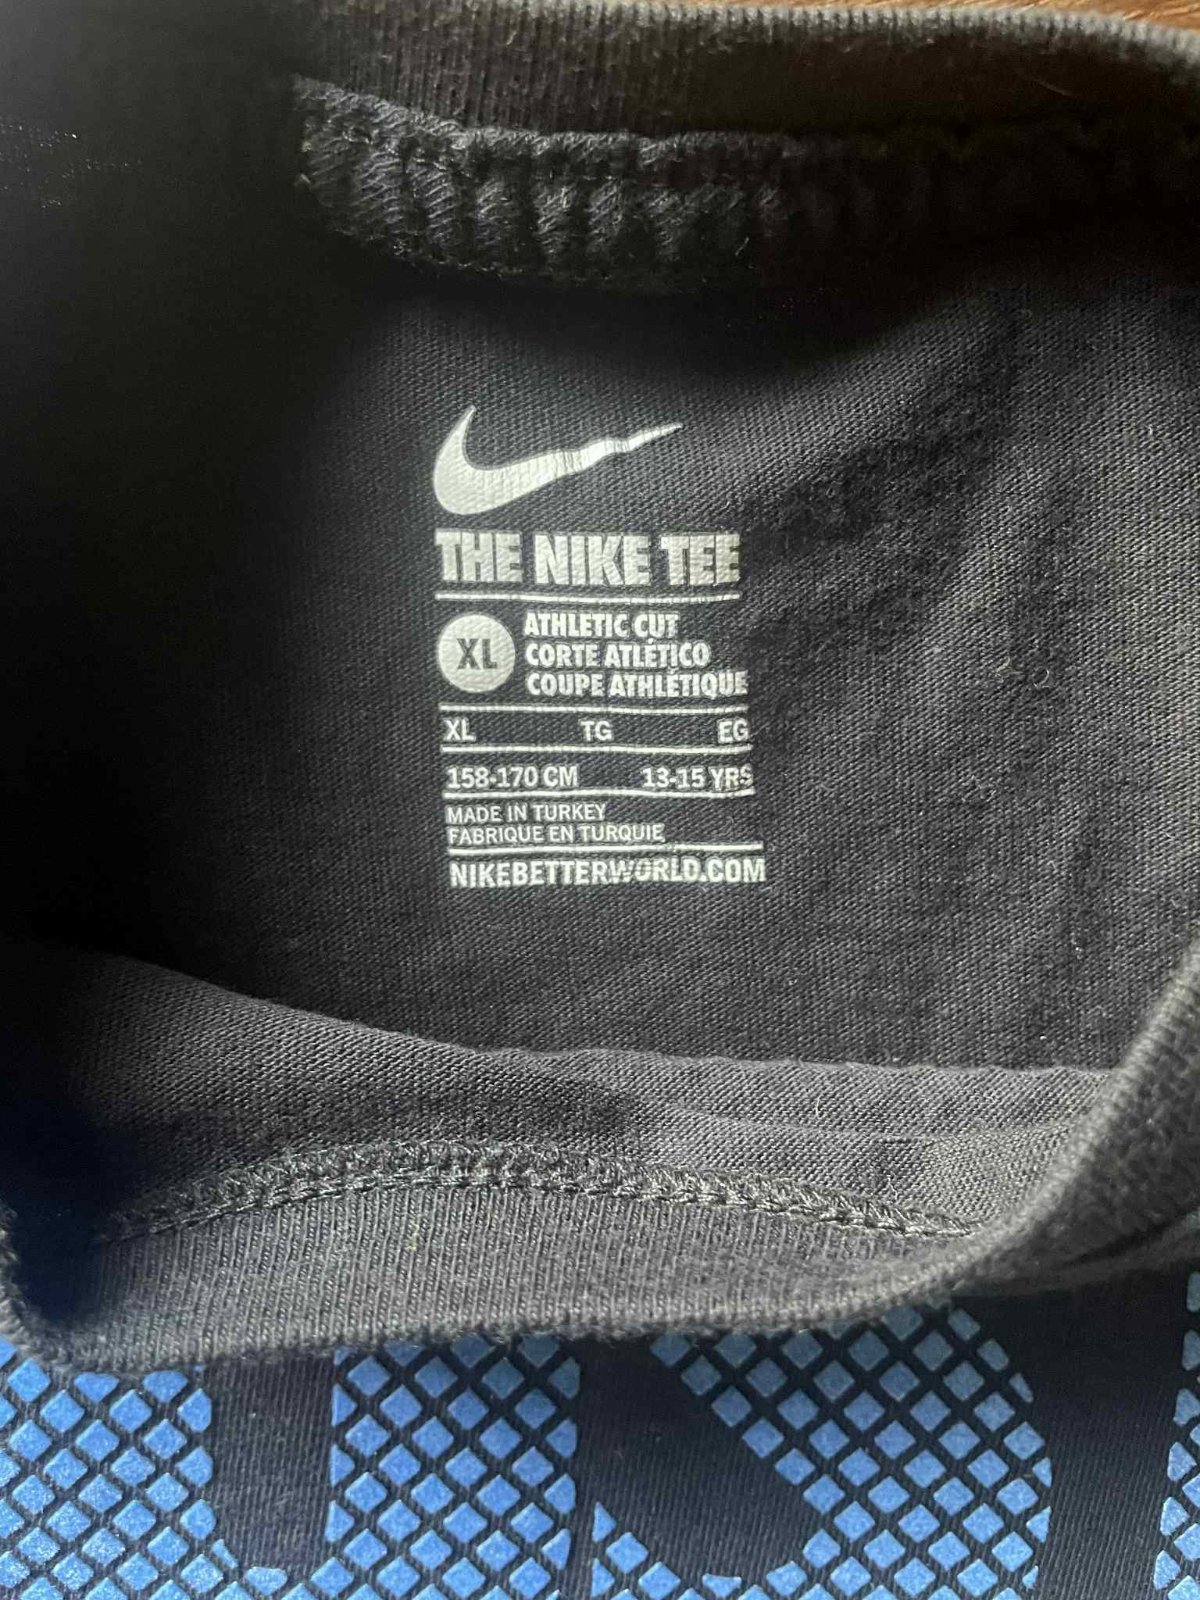 THE NIKE TEE
XL
ATHLETIC CUT
CORTE ATLÉTICO
COUPE ATHLÉTIQUE
XL TG EG
158-170 CM 13-15 YRS
MADE IN TURKEY
FABRIQUE EN TURQUIE
NIKEBETTERWORLD.COM